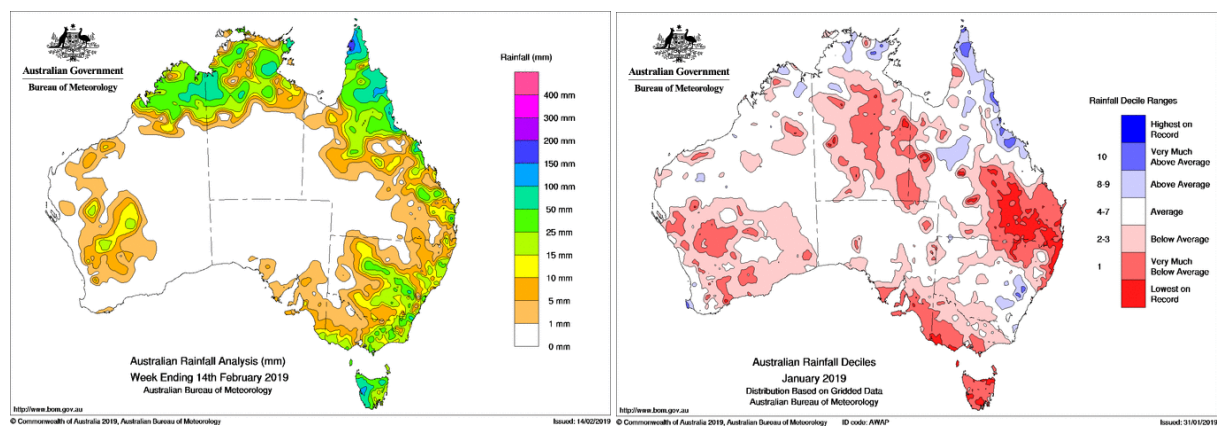 Australian Government
Bureau of Meteorology
Rainfall (mm)
400 mm
300 mm
200 mm
150 mm
100 mm
50 mm
25 mm
15 mm
10 mm
5 mm
1 mm
0 mm
Australian Rainfall Analysis (mm)
Week Ending 14th February 2019
Australian Bureau of Meteorology
http://www.bom.gov.au
© Commonwealth of Australia 2019, Australian Bureau of Meteorology
Issued: 14/02/2019
Australian Government
Bureau of Meteorology
Rainfall Decile Ranges
Highest on
Record
10 Very Much
Above Average
8-9 Above Average
4-7 Average
2-3 Below Average
1 Very Much
Below Average
Lowest on
Record
Australian Rainfall Deciles
January 2019
Distribution Based on Gridded Data
Australian Bureau of Meteorology
http://www.bom.gov.au
© Commonwealth of Australia 2019, Australian Bureau of Meteorology
ID code: AWAP
Issued: 31/01/2019